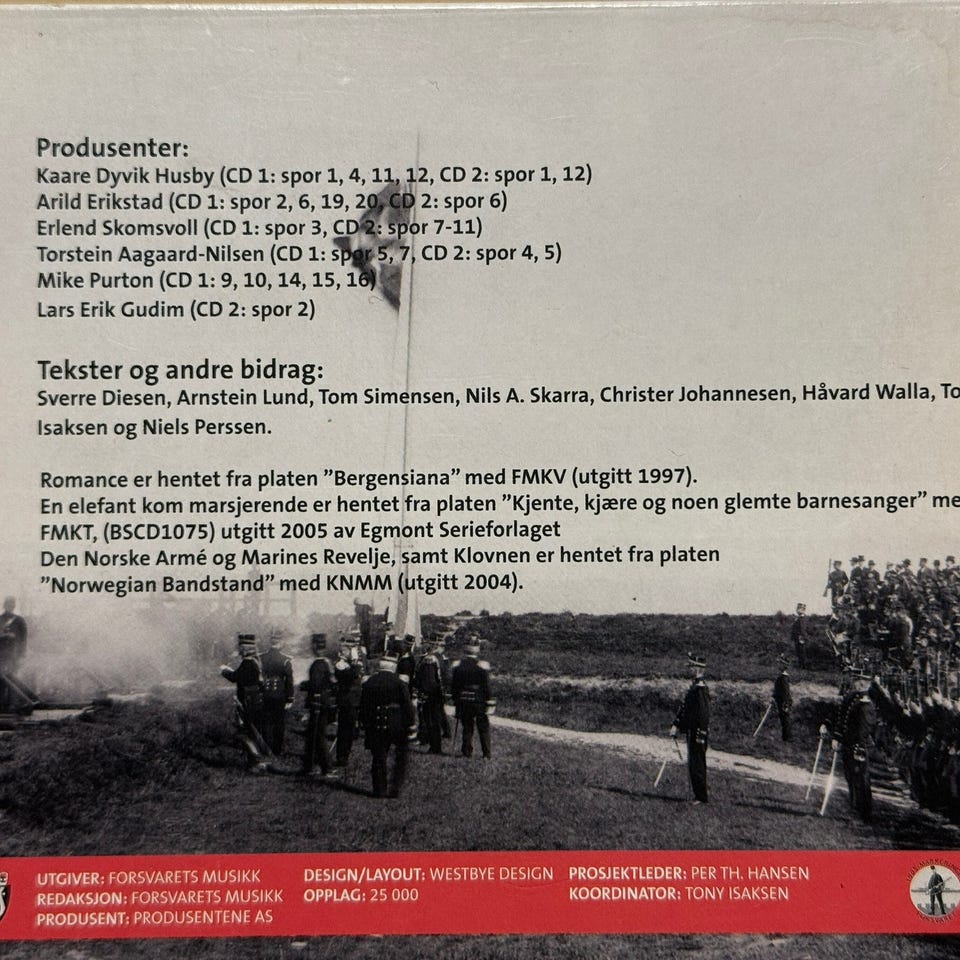 Produsenter:
Kaare Dyvik Husby (CD 1: spor 1, 4, 11, 12, CD 2: spor 1, 12)
Arild Erikstad (CD 1: spor 2, 6, 19, 20, CD 2: spor 6)
Erlend Skomsvoll (CD 1: spor 3, CD 2: spor 7-11)
Torstein Aagaard-Nilsen (CD 1: spor 5, 7, CD 2: spor 4, 5)
Mike Purton (CD 1: 9, 10, 14, 15, 16)
Lars Erik Gudim (CD 2: spor 2)
Tekster og andre bidrag:
Sverre Diesen, Arnstein Lund, Tom Simensen, Nils A. Skarra, Christer Johannesen, Håvard Walla, To
Isaksen og Niels Perssen.
Romance er hentet fra platen ”Bergensiana” med FMKV (utgitt 1997).
En elefant kom marsjerende er hentet fra platen ”Kjente, kjære og noen glemte barnesanger” me
FMKT, (BSCD1075) utgitt 2005 av Egmont Serieforlaget
Den Norske Armé og Marines Revelje, samt Klovnen er hentet fra platen
”Norwegian Bandstand” med KNMM (utgitt 2004).
UTGIVER: FORSVARETS MUSIKK
REDAKSJON: FORSVARETS MUSIKK
PRODUSENT: PRODUSENTENE AS
DESIGN/LAYOUT: WESTBYE DESIGN
OPPLAG: 25 000
PROSJEKTLEDER: PER TH. HANSEN
KOORDINATOR: TONY ISAKSEN